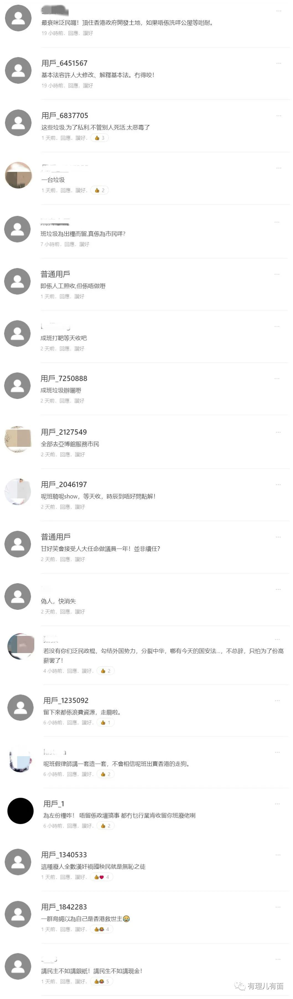 最衰咪泛民囉！頂住香港政府開發土地，如果唔係洗咩公屋等咁耐。
19 小時前．回應．讚好
用戶_6451567
基本法容許人大修改、解釋基本法。冇得咬！
19 小時前．回應．讚好
用戶_6837705
这些垃圾.为了私利.不管别人死活.太恶毒了
1 天前．回應．讚好． 3
一台垃圾
1 天前．回應．讚好． 2
班垃圾為出糧而留,真係為市民咩?
7 小時前．回應．讚好
普通用戶
即係人工照收,但係唔做嘢
1 天前．回應．讚好
成班打靶等天收吧
2 天前．回應．讚好
用戶_7250888
成班垃圾辦曬嘢
2 天前．回應．讚好
用戶_2127549
全部去亞博館服務市民
2 天前．回應．讚好
用戶_2046197
呢班騎呢show，等天收，時辰到唔好問點解！
2 天前．回應．讚好
普通用戶
甘好笑會接受人大任命做議員一年！並非續任？
2 天前．回應．讚好
偽人，快消失
2 天前．回應．讚好
若没有你们泛民政棍，勾结外国势力，分裂中华，哪有今天的国安法...，不总辞，只怕为了份高
薪罢了！
4 小時前．回應．讚好． 2
用戶_1235092
留下來都係浪費資源，走罷啦。
6 小時前．回應．讚好． 1
呢班假律師講一套造一套，不會相信呢班出賣香港的走狗。
6 小時前．回應．讚好． 2
用戶_1
為左份糧咋！ 唔留係政壇搞事 都冇乜行業肯收留你班廢佬喇
6 小時前．回應．讚好． 2
用戶_1340533
這種廢人全數漢奸禍國秧民就是無恥之徒
1 天前．回應．讚好． 4
用戶_1842283
一群烏蠅以為自己是香港救世主😂
1 天前．回應．讚好． 4
講民主不如講銀紙！講民生不如講現金！
1 天前．回應．讚好． 5
有理儿有面